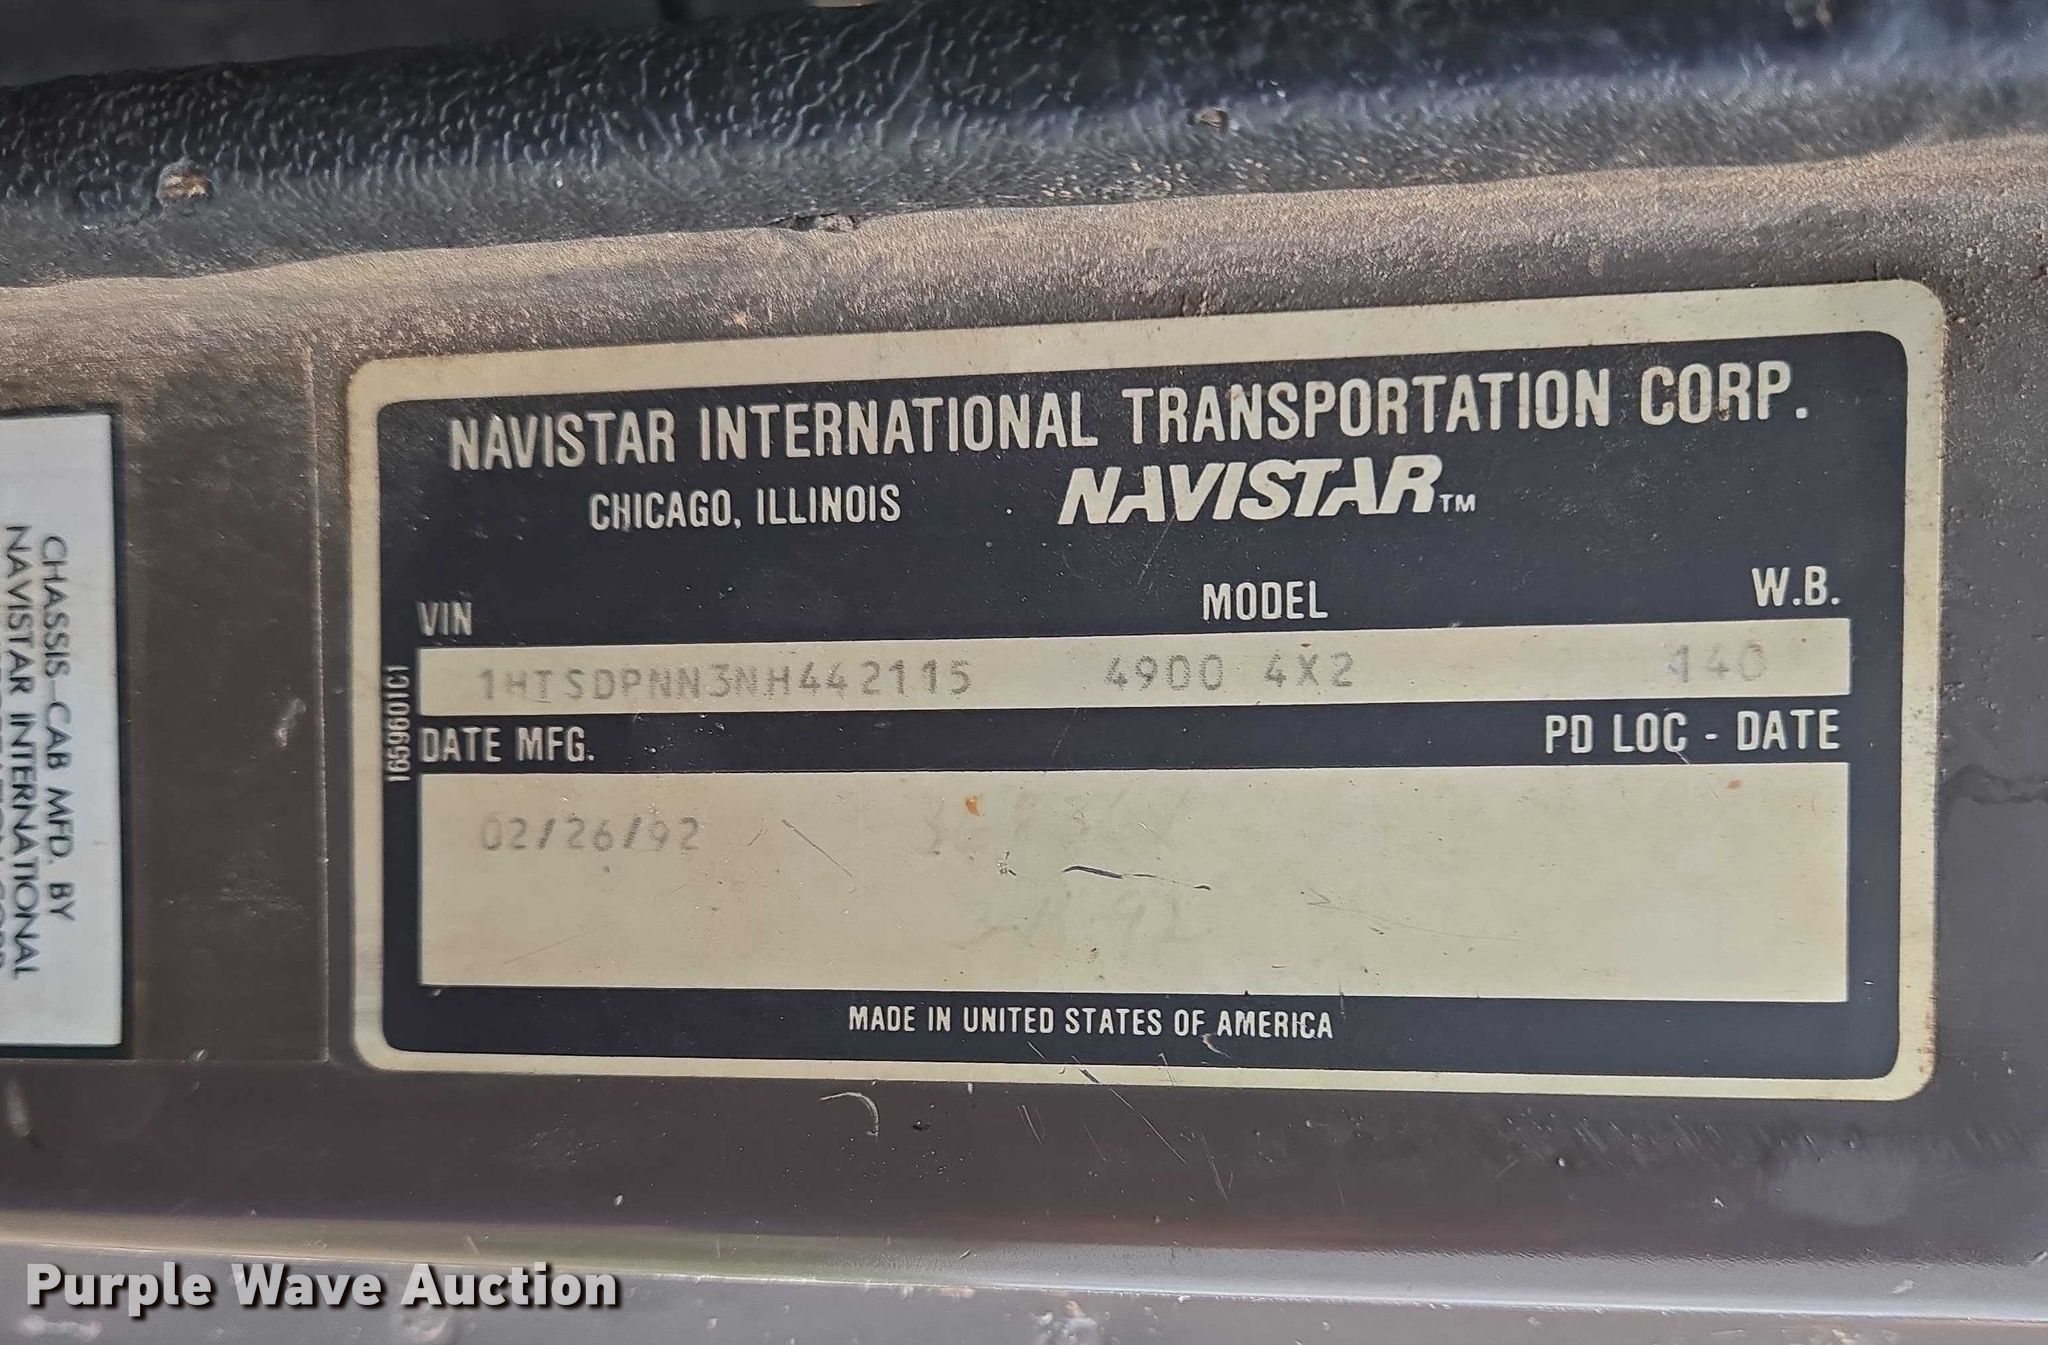 NAVISTAR INTERNATIONAL TRANSPORTATION CORP.
CHICAGO, ILLINOIS NAVISTAR™
VIN MODEL W.B.
1HTSDPNN3NH442115 4900 4X2 140
DATE MFG. PD LOC - DATE
02/26/92
MADE IN UNITED STATES OF AMERICA
1659601C1
CHASSIS-CAB MFD. BY
NAVISTAR INTERNATIONAL
Purple Wave Auction